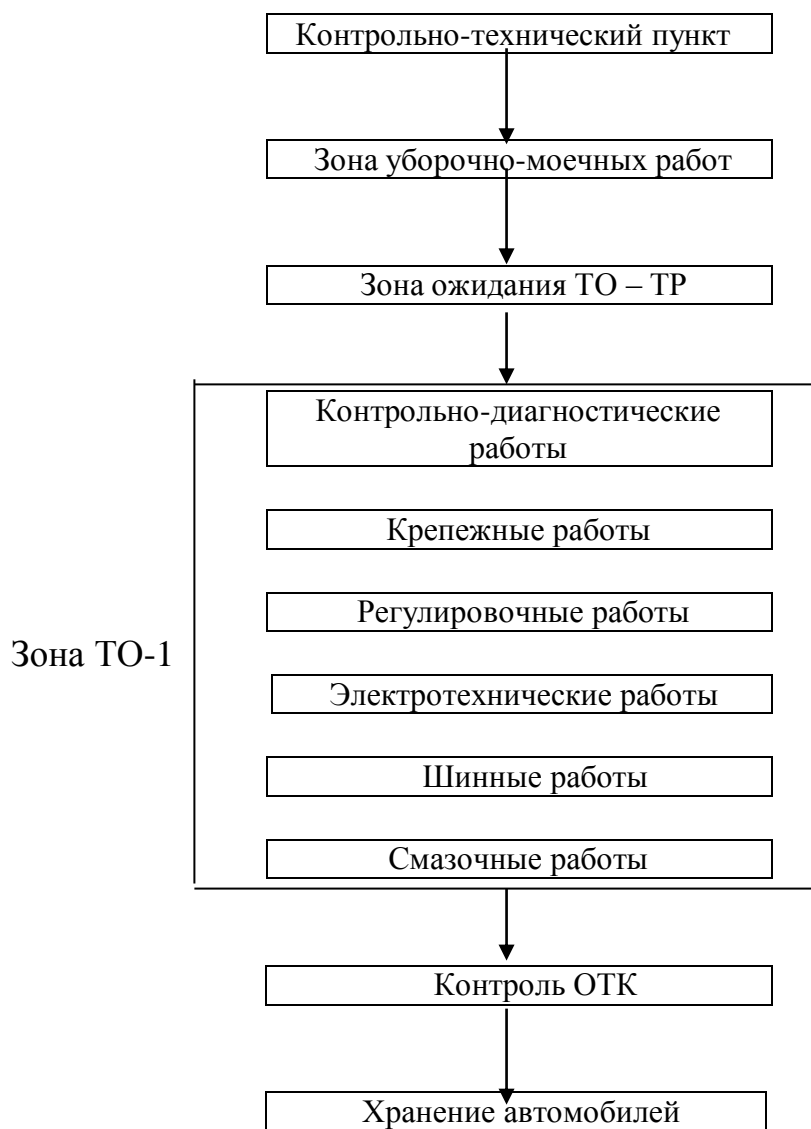 Контрольно-технический пункт
Зона уборочно-моечных работ
Зона ожидания ТО – ТР
Контрольно-диагностические
работы
Крепежные работы
Регулировочные работы
Зона ТО-1
Электротехнические работы
Шинные работы
Смазочные работы
Контроль ОТК
Хранение автомобилей